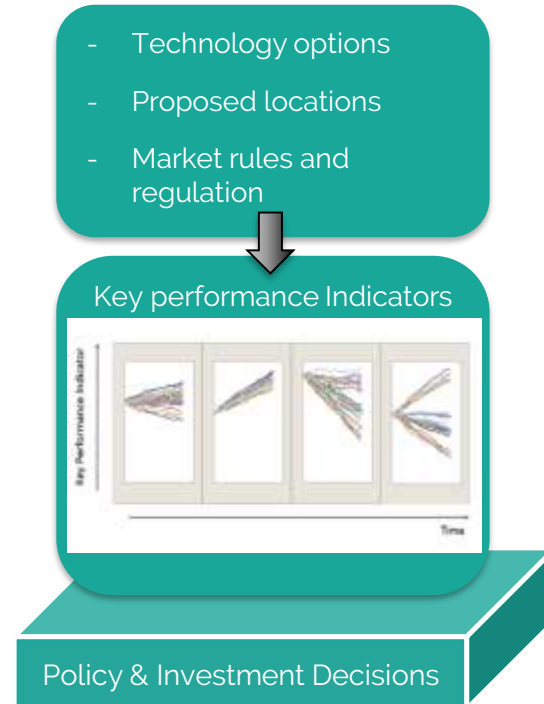 - Technology options
- Proposed locations
- Market rules and
regulation
Key performance Indicators
Key Performance Indicator
Time
Policy & Investment Decisions